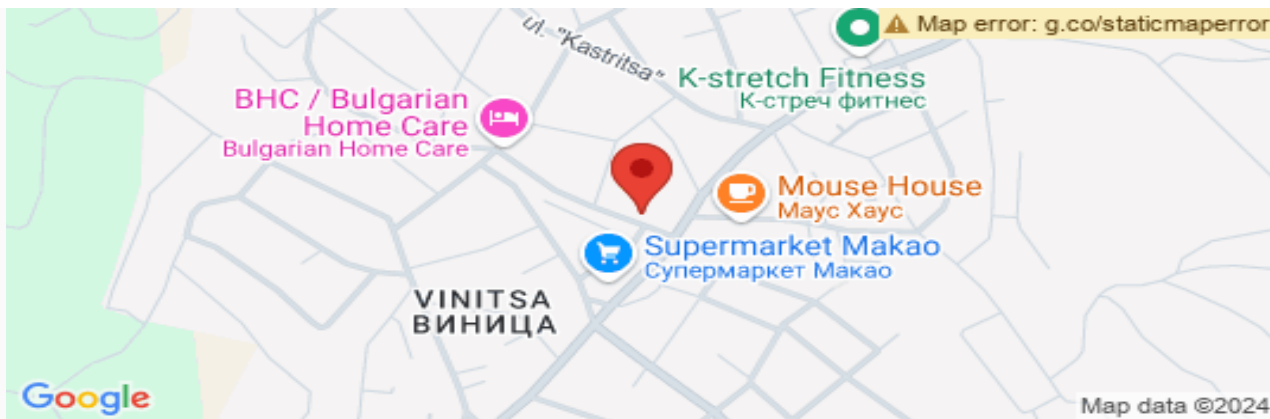 Map error: g.co/staticmaperror
ul. "Kastritsa"
K-stretch Fitness
К-стреч фитнес
BHC / Bulgarian
Home Care
Bulgarian Home Care
Mouse House
Маус Хаус
Supermarket Makao
Супермаркет Макао
VINITSA
ВИНИЦА
Google
Map data ©2024